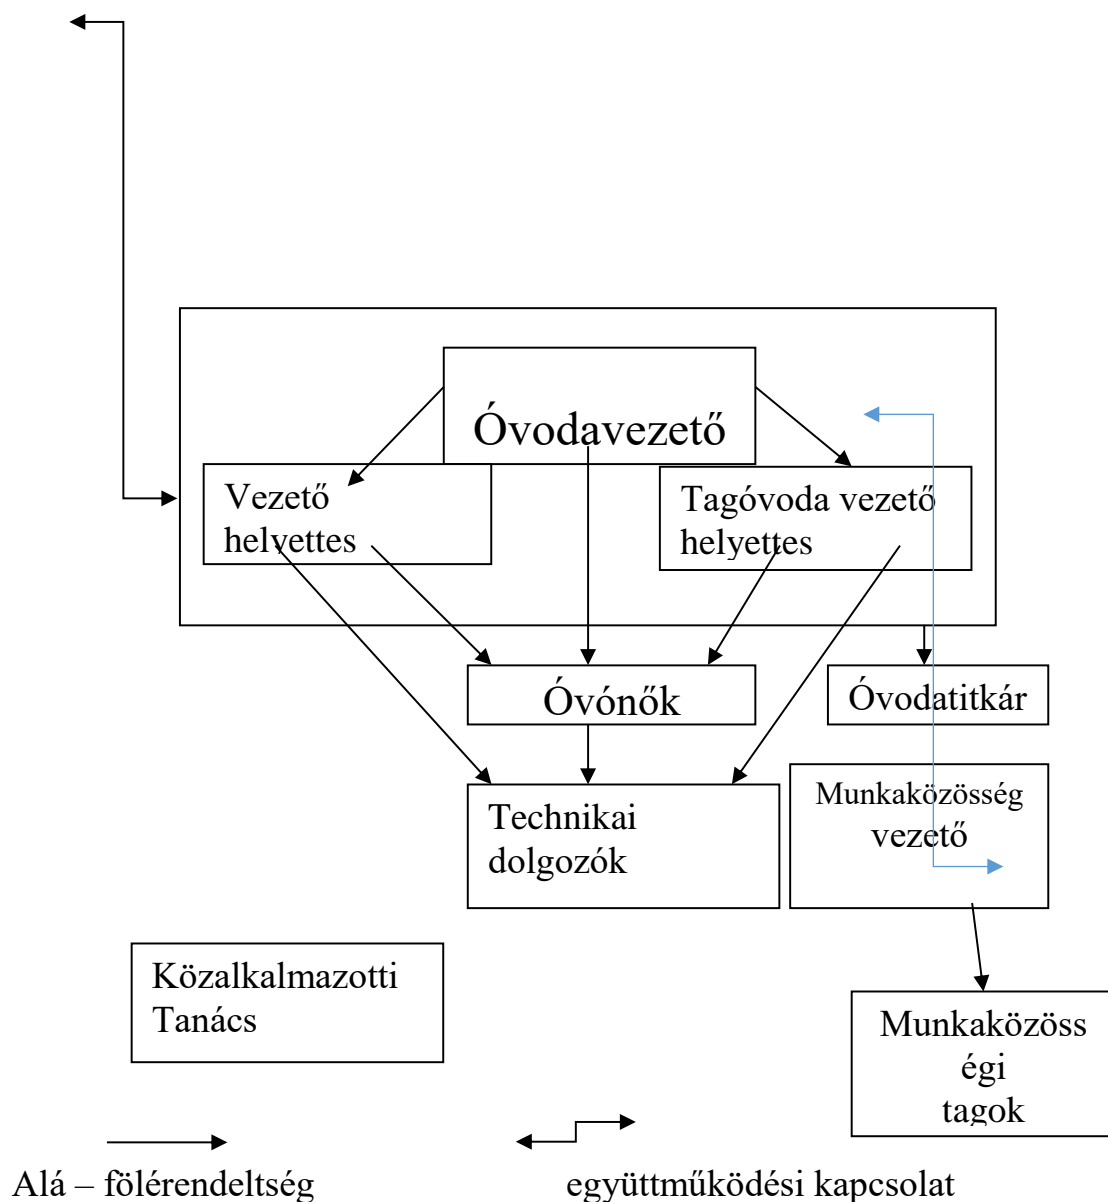 Óvodavezető
Vezető
helyettes
Tagóvoda vezető
helyettes
Óvónők
Óvodatitkár
Technikai
dolgozók
Munkaközösség
vezető
Közalkalmazotti
Tanács
Munkaközöss
égi
tagok
Alá – fölérendeltség
együttműködési kapcsolat